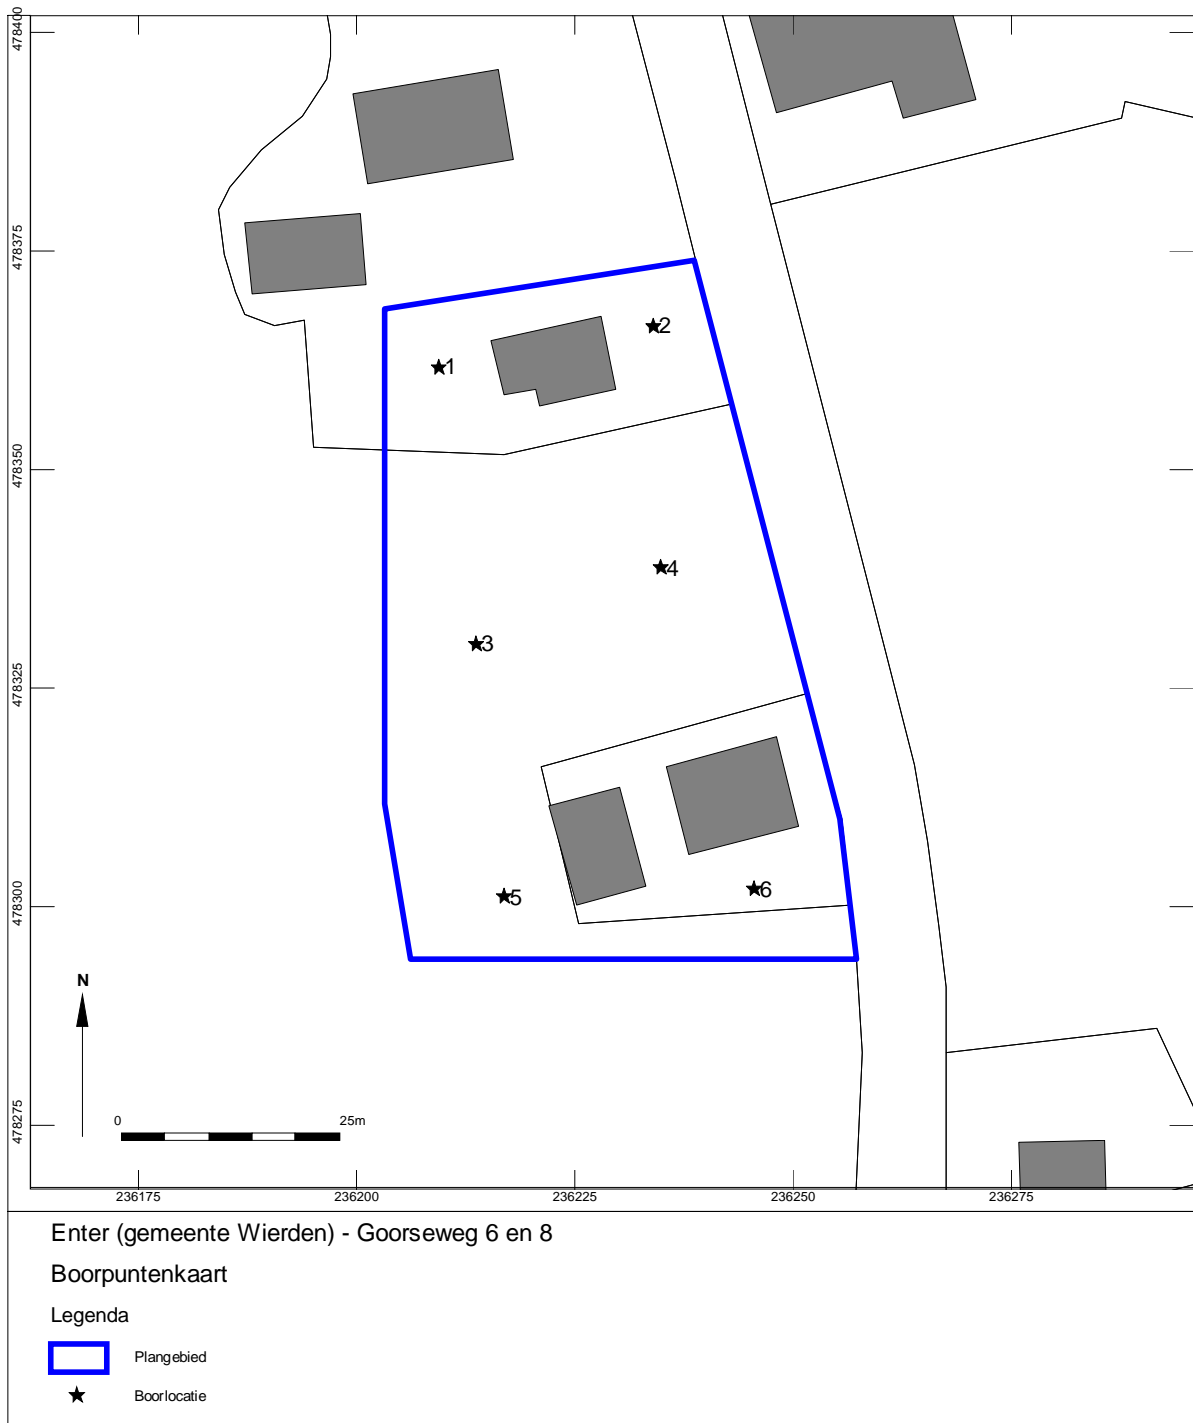 478400
478375
478350
478325
478300
478275
2
1
4
3
5
6
N
0 25m
236175 236200 236225 236250 236275
Enter (gemeente Wierden) - Goorseweg 6 en 8
Boorpuntenkaart
Legenda
Plangebied
Boorlocatie